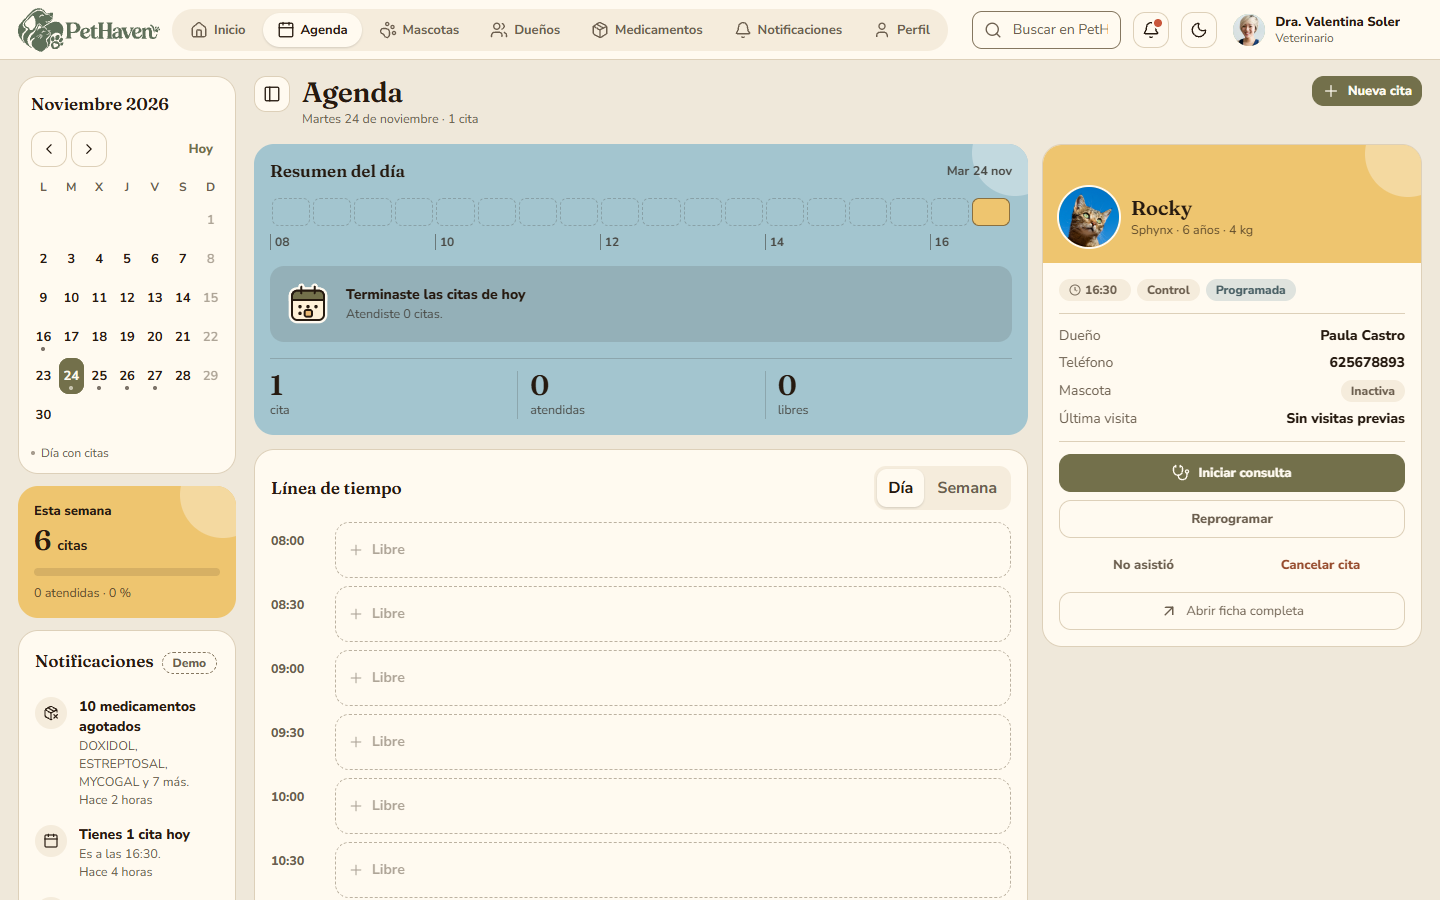 PetHaven
Inicio
Agenda
Mascotas
Dueños
Medicamentos
Notificaciones
Perfil
Buscar en PetH
Dra. Valentina Soler
Veterinario
Noviembre 2026
Hoy
L M X J V S D
1
2 3 4 5 6 7 8
9 10 11 12 13 14 15
16 17 18 19 20 21 22
23 24 25 26 27 28 29
30
Día con citas
Esta semana
6 citas
0 atendidas · 0 %
Notificaciones Demo
10 medicamentos
agotados
DOXIDOL,
ESTREPTOSAL,
MYCOGAL y 7 más.
Hace 2 horas
Tienes 1 cita hoy
Es a las 16:30.
Hace 4 horas
Agenda
Martes 24 de noviembre · 1 cita
Nueva cita
Resumen del día
Mar 24 nov
08 10 12 14 16
Terminaste las citas de hoy
Atendiste 0 citas.
1
cita
0
atendidas
0
libres
Línea de tiempo
Día Semana
08:00 Libre
08:30 Libre
09:00 Libre
09:30 Libre
10:00 Libre
10:30 Libre
Rocky
Sphynx · 6 años · 4 kg
16:30 Control Programada
Dueño Paula Castro
Teléfono 625678893
Mascota Inactiva
Última visita Sin visitas previas
Iniciar consulta
Reprogramar
No asistió Cancelar cita
Abrir ficha completa